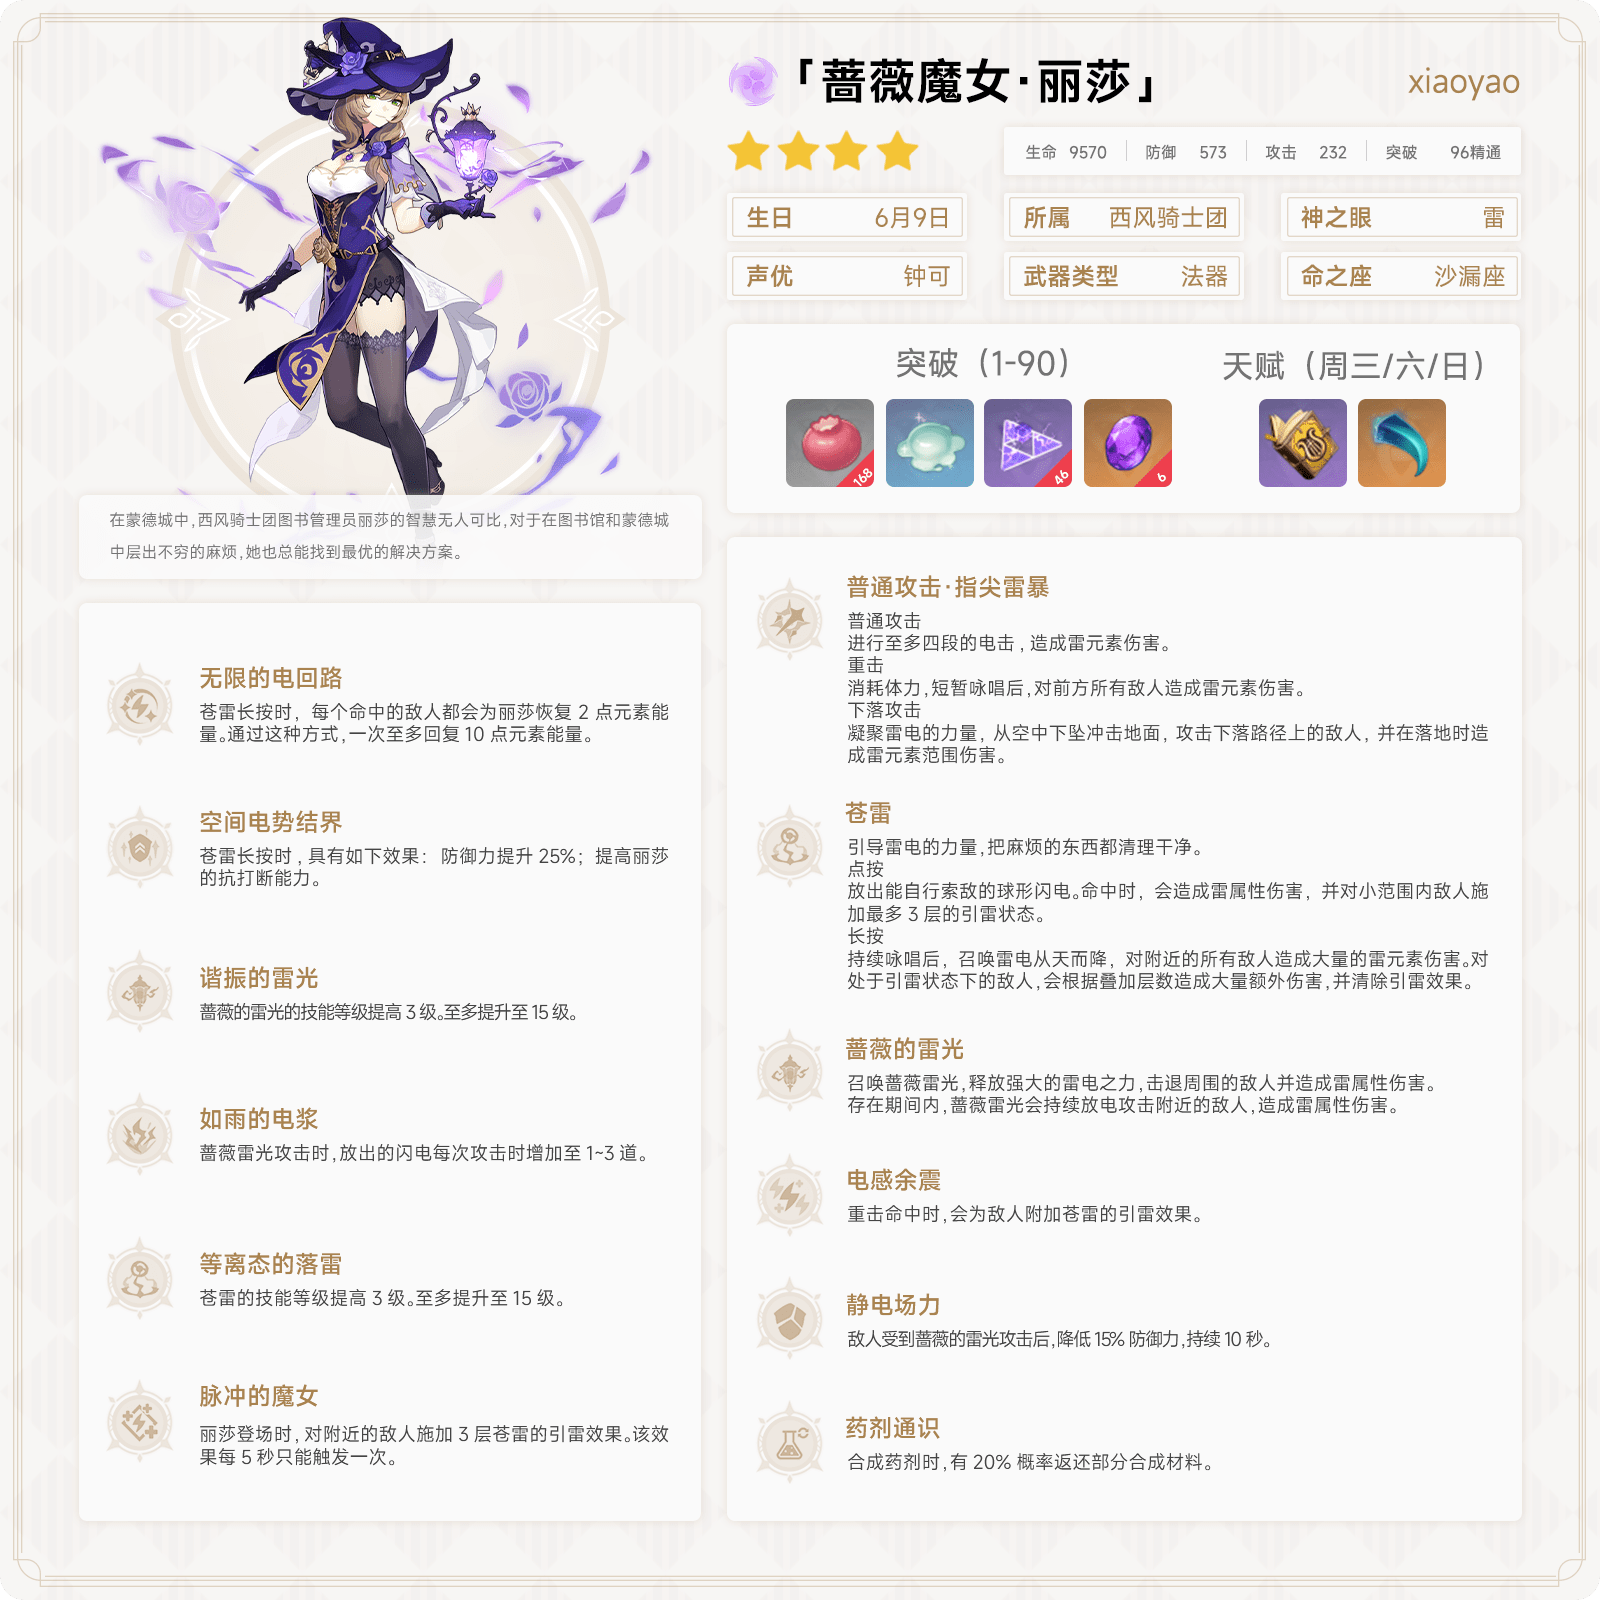 「蔷薇魔女·丽莎」
xiaoyao
生命 9570 防御 573 攻击 232 突破 96精通
生日 6月9日 所属 西风骑士团 神之眼 雷
声优 钟可 武器类型 法器 命之座 沙漏座
突破（1-90）
天赋（周三/六/日）
168
46
6
在蒙德城中,西风骑士团图书管理员丽莎的智慧无人可比,对于在图书馆和蒙德城
中层出不穷的麻烦,她也总能找到最优的解决方案。
无限的电回路
苍雷长按时，每个命中的敌人都会为丽莎恢复 2 点元素能
量。通过这种方式,一次至多回复 10 点元素能量。
空间电势结界
苍雷长按时，具有如下效果：防御力提升 25%；提高丽莎
的抗打断能力。
谐振的雷光
蔷薇的雷光的技能等级提高 3 级。至多提升至 15 级。
如雨的电浆
蔷薇雷光攻击时,放出的闪电每次攻击时增加至 1~3 道。
等离态的落雷
苍雷的技能等级提高 3 级。至多提升至 15 级。
脉冲的魔女
丽莎登场时，对附近的敌人施加 3 层苍雷的引雷效果。该效
果每 5 秒只能触发一次。
普通攻击·指尖雷暴
普通攻击
进行至多四段的电击，造成雷元素伤害。
重击
消耗体力,短暂咏唱后,对前方所有敌人造成雷元素伤害。
下落攻击
凝聚雷电的力量，从空中下坠冲击地面，攻击下落路径上的敌人，并在落地时造
成雷元素范围伤害。
苍雷
引导雷电的力量,把麻烦的东西都清理干净。
点按
放出能自行索敌的球形闪电。命中时，会造成雷属性伤害，并对小范围内敌人施
加最多 3 层的引雷状态。
长按
持续咏唱后，召唤雷电从天而降，对附近的所有敌人造成大量的雷元素伤害。对
处于引雷状态下的敌人,会根据叠加层数造成大量额外伤害,并清除引雷效果。
蔷薇的雷光
召唤蔷薇雷光,释放强大的雷电之力,击退周围的敌人并造成雷属性伤害。
存在期间内,蔷薇雷光会持续放电攻击附近的敌人,造成雷属性伤害。
电感余震
重击命中时,会为敌人附加苍雷的引雷效果。
静电场力
敌人受到蔷薇的雷光攻击后,降低 15% 防御力,持续 10 秒。
药剂通识
合成药剂时,有 20% 概率返还部分合成材料。